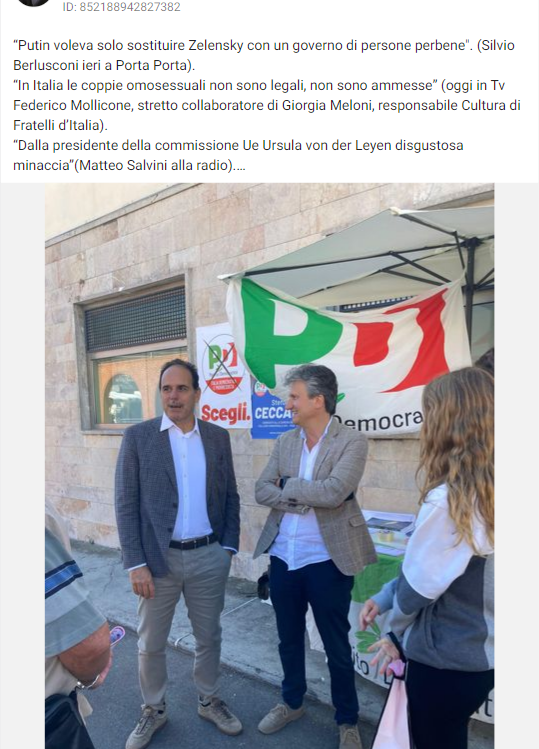 ID: 852188942827382
“Putin voleva solo sostituire Zelensky con un governo di persone perbene". (Silvio
Berlusconi ieri a Porta Porta).
“In Italia le coppie omosessuali non sono legali, non sono ammesse” (oggi in Tv
Federico Mollicone, stretto collaboratore di Giorgia Meloni, responsabile Cultura di
Fratelli d’Italia).
“Dalla presidente della commissione Ue Ursula von der Leyen disgustosa
minaccia”(Matteo Salvini alla radio)....
PD
PD
Scegli.
CECCA
Democra